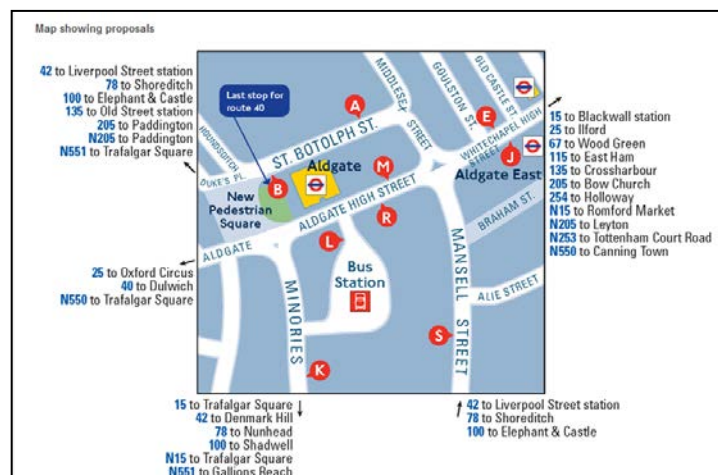 Map showing proposals
42 to Liverpool Street station
78 to Shoreditch
100 to Elephant & Castle
135 to Old Street station
205 to Paddington
N205 to Paddington
N551 to Trafalgar Square
Last stop for
route 40
A
MIDDLESEX
STREET
GOULSTON ST.
OLD CASTLE ST.
E
WHITECHAPEL HIGH
STREET
J
Aldgate East
HOUNDSDITCH
DUKE'S PL.
ST. BOTOLPH ST.
Aldgate
M
B
New
Pedestrian
Square
ALDGATE HIGH STREET
R
ALDGATE
L
BRAHAM ST.
Bus
Station
MINORIES
MANSELL
STREET
ALIE STREET
S
K
15 to Blackwall station
25 to Ilford
67 to Wood Green
115 to East Ham
135 to Crossharbour
205 to Bow Church
254 to Holloway
N15 to Romford Market
N205 to Leyton
N253 to Tottenham Court Road
N550 to Canning Town
25 to Oxford Circus
40 to Dulwich
N550 to Trafalgar Square
15 to Trafalgar Square
42 to Denmark Hill
78 to Nunhead
100 to Shadwell
N15 to Trafalgar Square
N551 to Gallions Reach
42 to Liverpool Street station
78 to Shoreditch
100 to Elephant & Castle